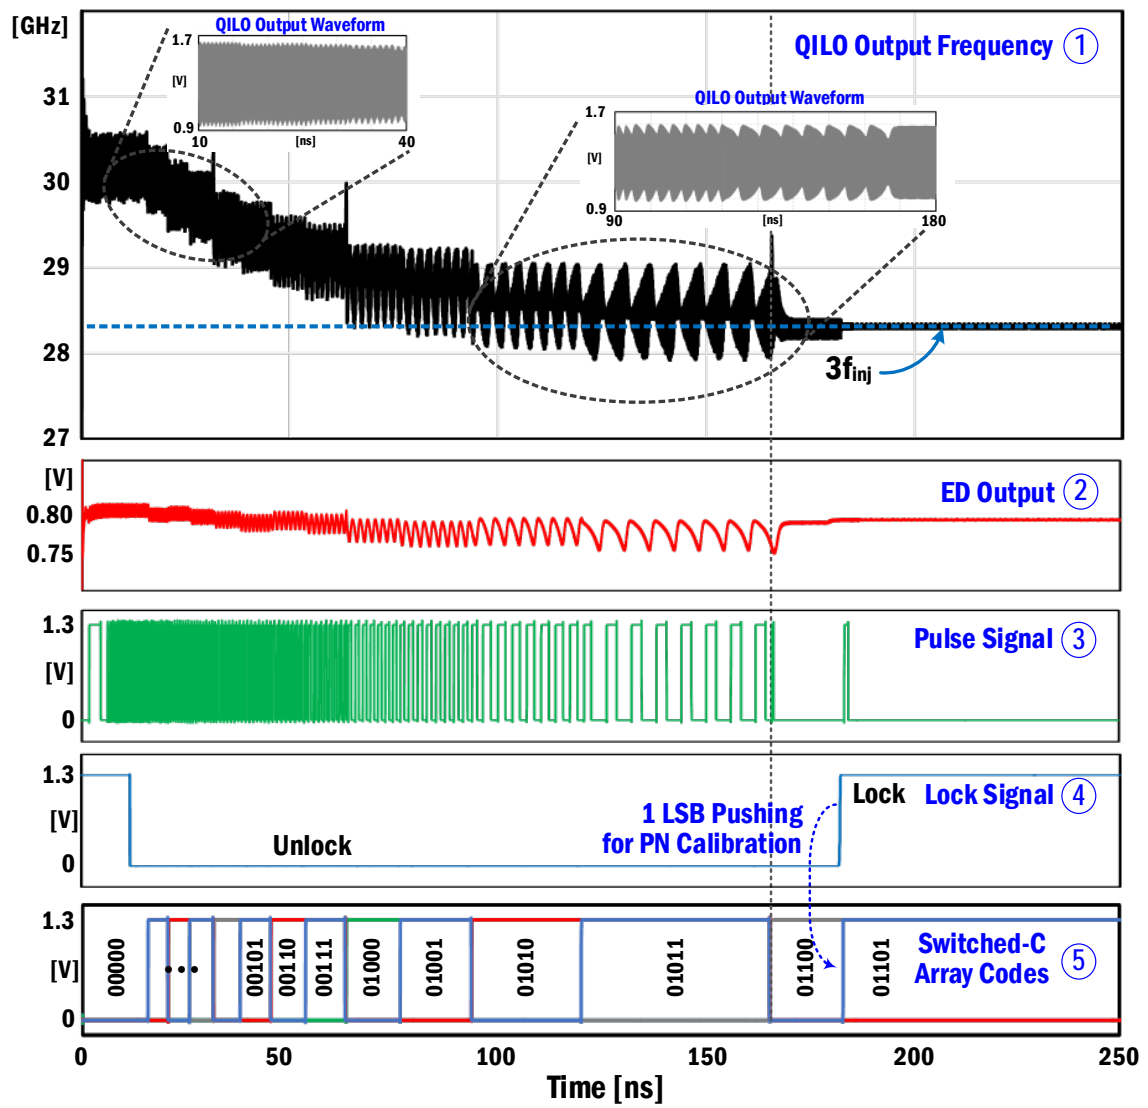 [GHz]
QILO Output Waveform
1.7
[V]
0.9
10
[ns]
40
QILO Output Frequency 1
QILO Output Waveform
1.7
[V]
0.9
90
[ns]
180
31
30
29
28
27
3finj
[V]
0.80
0.75
ED Output 2
1.3
[V]
0
Pulse Signal 3
1.3
[V]
0
Unlock
1 LSB Pushing
for PN Calibration
Lock
Lock Signal 4
1.3
[V]
0
00000
•••
00101
00110
00111
01000
01001
01010
01011
01100
01101
Switched-C
Array Codes 5
0
50
100
150
200
250
Time [ns]